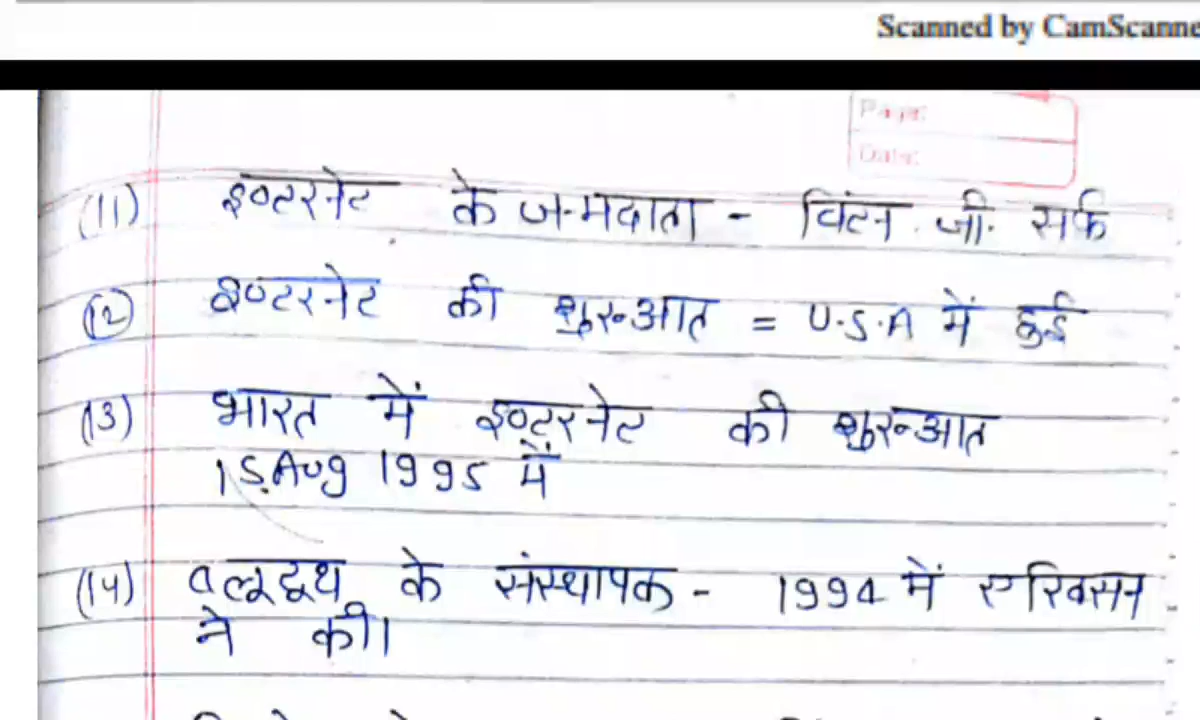 Scanned by CamScanne
Page:
Date:
(11) इण्टरनेट के जन्मदाता - विंटन जी. सर्फ
(12) इण्टरनेट की शुरूआत = U.S.A में हुई
(13) भारत में इण्टरनेट की शुरूआत
15 Aug 1995 में
(14) ब्लूटूथ के संस्थापक - 1994 में एरिक्सन
ने की।